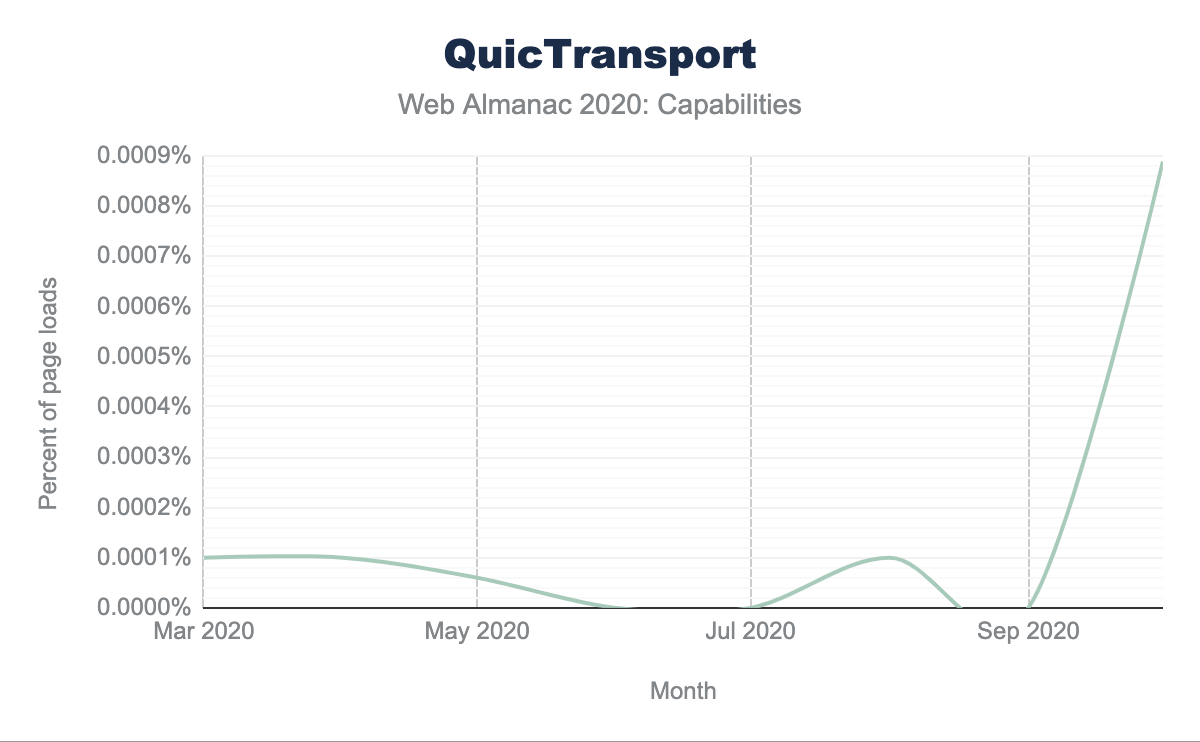 QuicTransport
Web Almanac 2020: Capabilities
Percent of page loads
0.0009%
0.0008%
0.0007%
0.0006%
0.0005%
0.0004%
0.0003%
0.0002%
0.0001%
0.0000%
Mar 2020 May 2020 Jul 2020 Sep 2020
Month